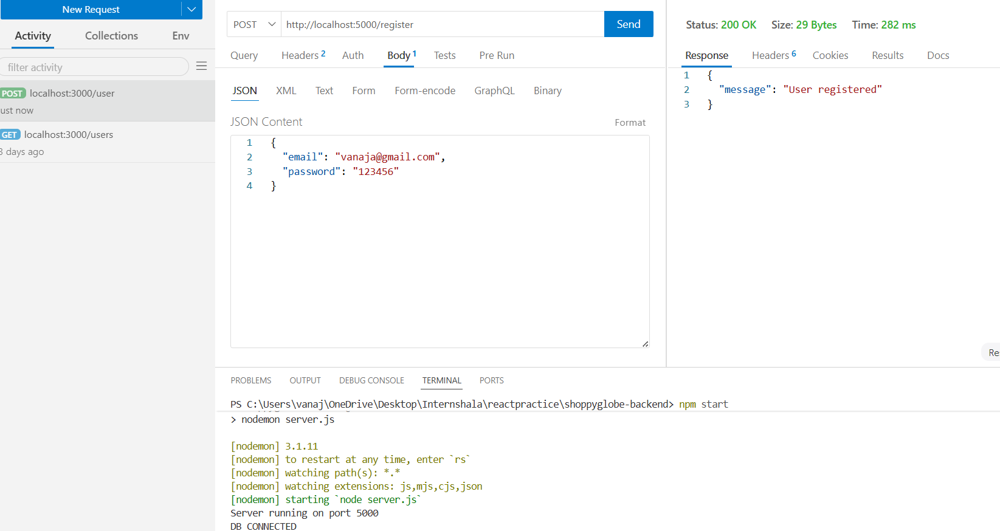 New Request
Activity Collections Env
filter activity
POST localhost:3000/user
ust now
GET localhost:3000/users
3 days ago
POST http://localhost:5000/register Send
Query Headers 2 Auth Body 1 Tests Pre Run
JSON XML Text Form Form-encode GraphQL Binary
JSON Content Format
1 {
2 "email": "vanaja@gmail.com",
3 "password": "123456"
4 }
Status: 200 OK Size: 29 Bytes Time: 282 ms
Response Headers 6 Cookies Results Docs
1 {
2 "message": "User registered"
3 }
Re
PROBLEMS OUTPUT DEBUG CONSOLE TERMINAL PORTS
PS C:\Users\vanaj\OneDrive\Desktop\Internshala\reactpractice\shoppyglobe-backend> npm start
> nodemon server.js
[nodemon] 3.1.11
[nodemon] to restart at any time, enter `rs`
[nodemon] watching path(s): *.*
[nodemon] watching extensions: js,mjs,cjs,json
[nodemon] starting `node server.js`
Server running on port 5000
DB CONNECTED